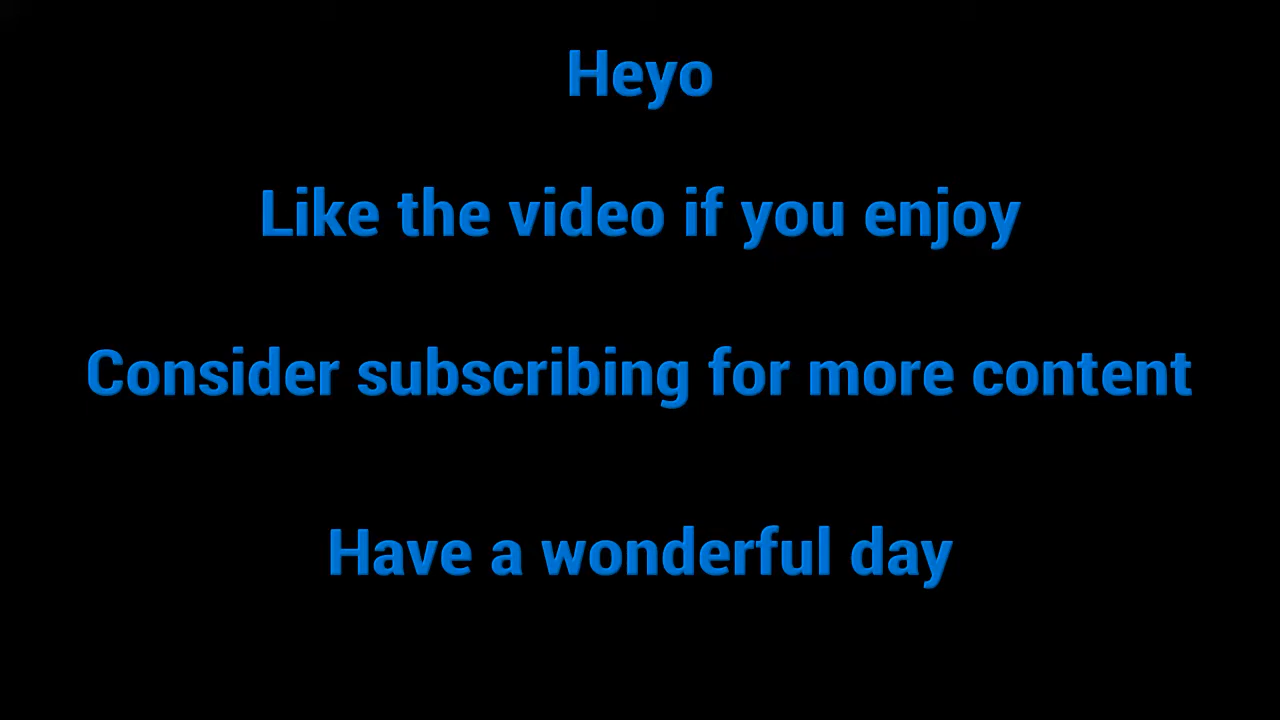 Heyo
Like the video if you enjoy
Consider subscribing for more content
Have a wonderful day